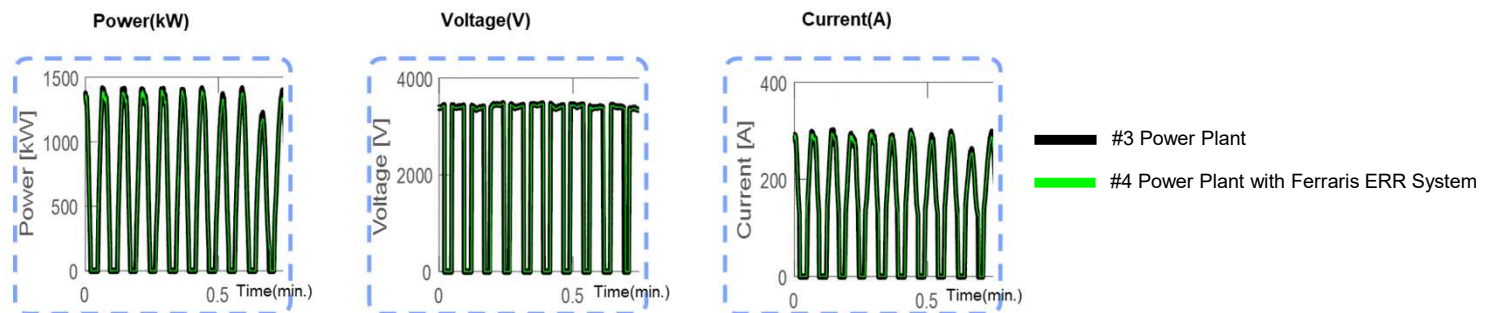 Power(kW)
Voltage(V)
Current(A)
1500
1000
500
0
Power [kW]
0
0.5
Time(min.)
4000
2000
0
Voltage [V]
0
0.5
Time(min.)
400
200
0
Current [A]
0
0.5
Time(min.)
#3 Power Plant
#4 Power Plant with Ferraris ERR System